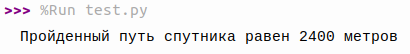 >>> %Run test.py
Пройденный путь спутника равен 2400 метров